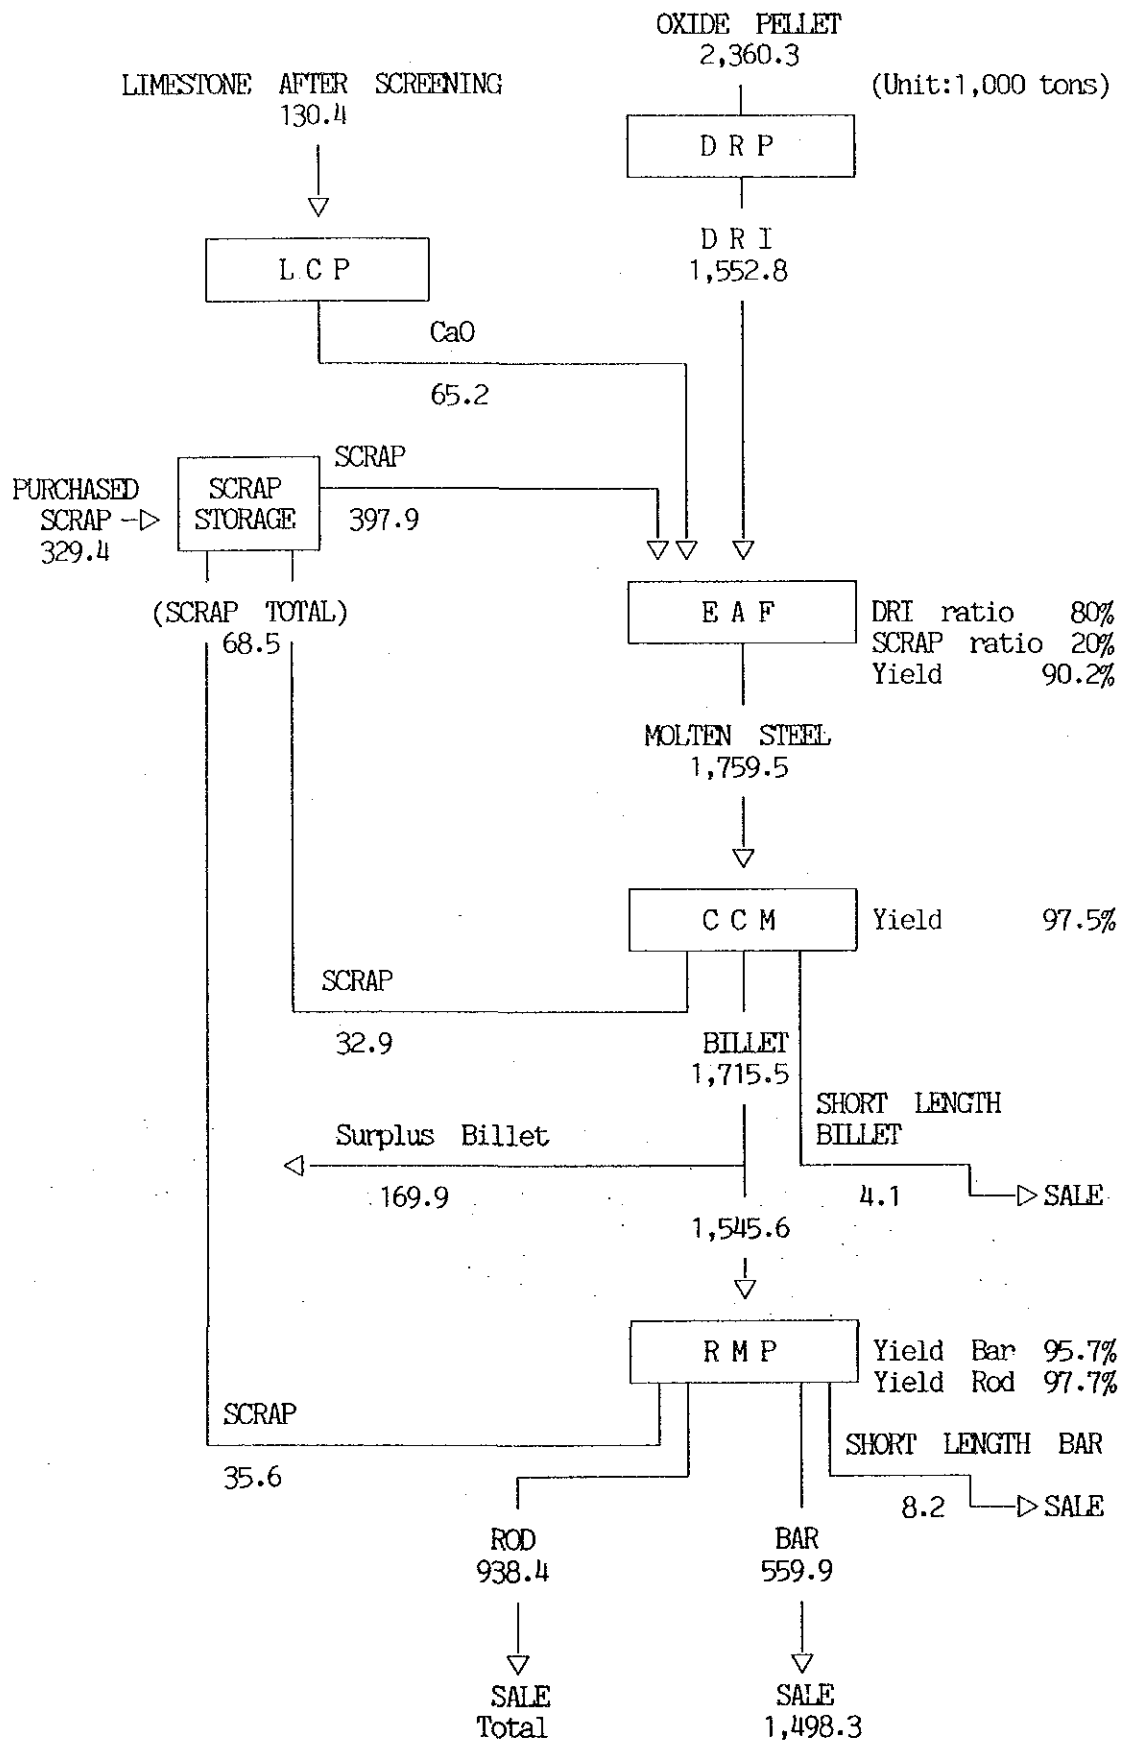 OXIDE PELLET
2,360.3
(Unit:1,000 tons)
LIMESTONE AFTER SCREENING
130.4
D R P
D R I
1,552.8
L C P
CaO
65.2
SCRAP
397.9
PURCHASED
SCRAP
329.4
SCRAP
STORAGE
(SCRAP TOTAL)
68.5
E A F
DRI ratio 80%
SCRAP ratio 20%
Yield 90.2%
MOLTEN STEEL
1,759.5
C C M
Yield 97.5%
SCRAP
32.9
BILLET
1,715.5
SHORT LENGTH
BILLET
4.1
SALE
Surplus Billet
169.9
1,545.6
R M P
Yield Bar 95.7%
Yield Rod 97.7%
SCRAP
35.6
SHORT LENGTH BAR
8.2
SALE
ROD
938.4
BAR
559.9
SALE
Total
SALE
1,498.3